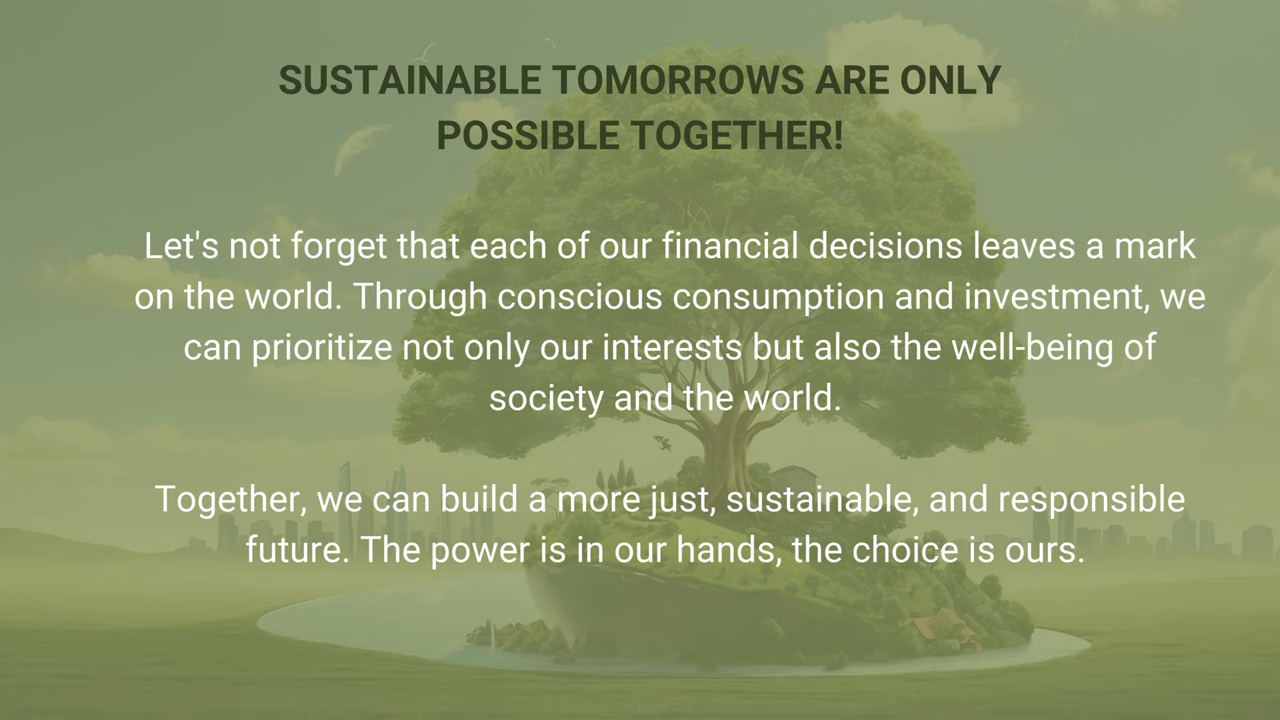 SUSTAINABLE TOMORROWS ARE ONLY
POSSIBLE TOGETHER!
Let's not forget that each of our financial decisions leaves a mark
on the world. Through conscious consumption and investment, we
can prioritize not only our interests but also the well-being of
society and the world.
Together, we can build a more just, sustainable, and responsible
future. The power is in our hands, the choice is ours.